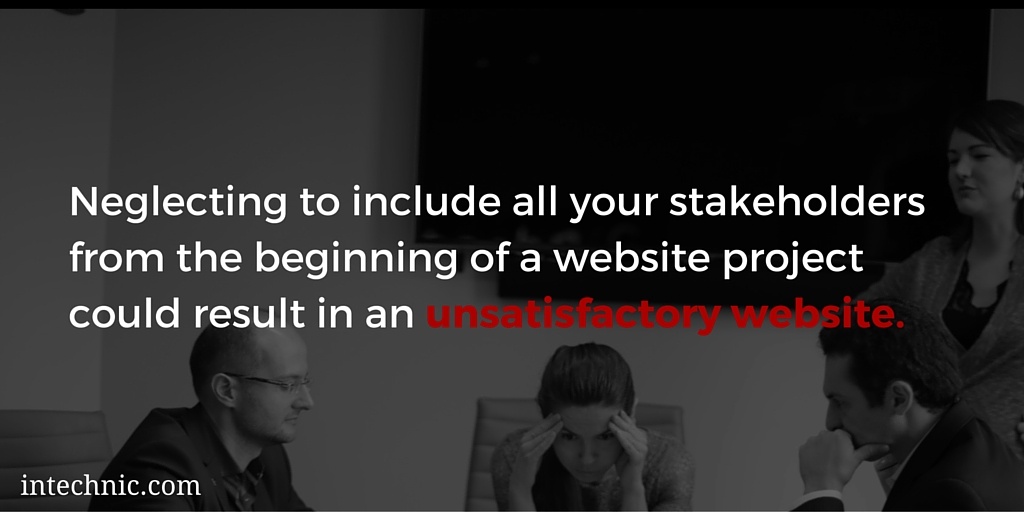 Neglecting to include all your stakeholders
from the beginning of a website project
could result in an unsatisfactory website.
intechnic.com